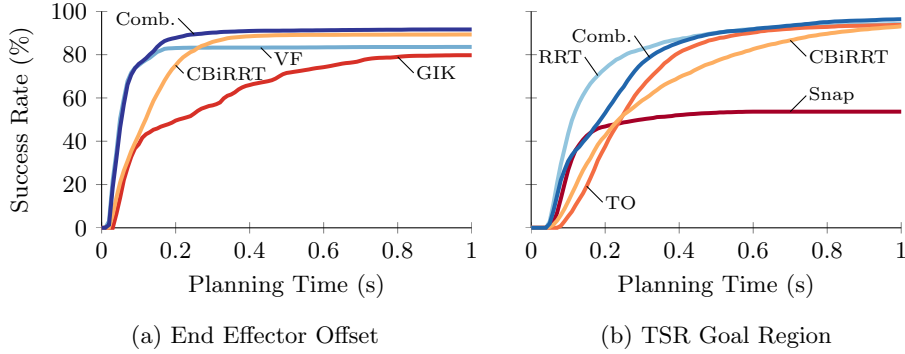 Success Rate (%)
100
80
60
40
20
0
0
0.2
0.4
0.6
0.8
1
Comb.
VF
CBiRRT
GIK
Planning Time (s)
(a) End Effector Offset
0
0.2
0.4
0.6
0.8
1
Comb.
RRT
CBiRRT
Snap
TO
Planning Time (s)
(b) TSR Goal Region